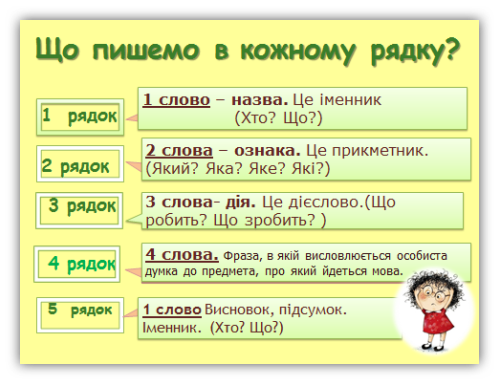 Що пишемо в кожному рядку?
1 рядок
1 слово – назва. Це іменник
(Хто? Що?)
2 рядок
2 слова – ознака. Це прикметник.
(Який? Яка? Яке? Які?)
3 рядок
3 слова- дія. Це дієслово.(Що
робить? Що зробить? )
4 рядок
4 слова. Фраза, в якій висловлюється особиста
думка до предмета, про який йдеться мова.
5 рядок
1 слово Висновок, підсумок.
Іменник. (Хто? Що?)